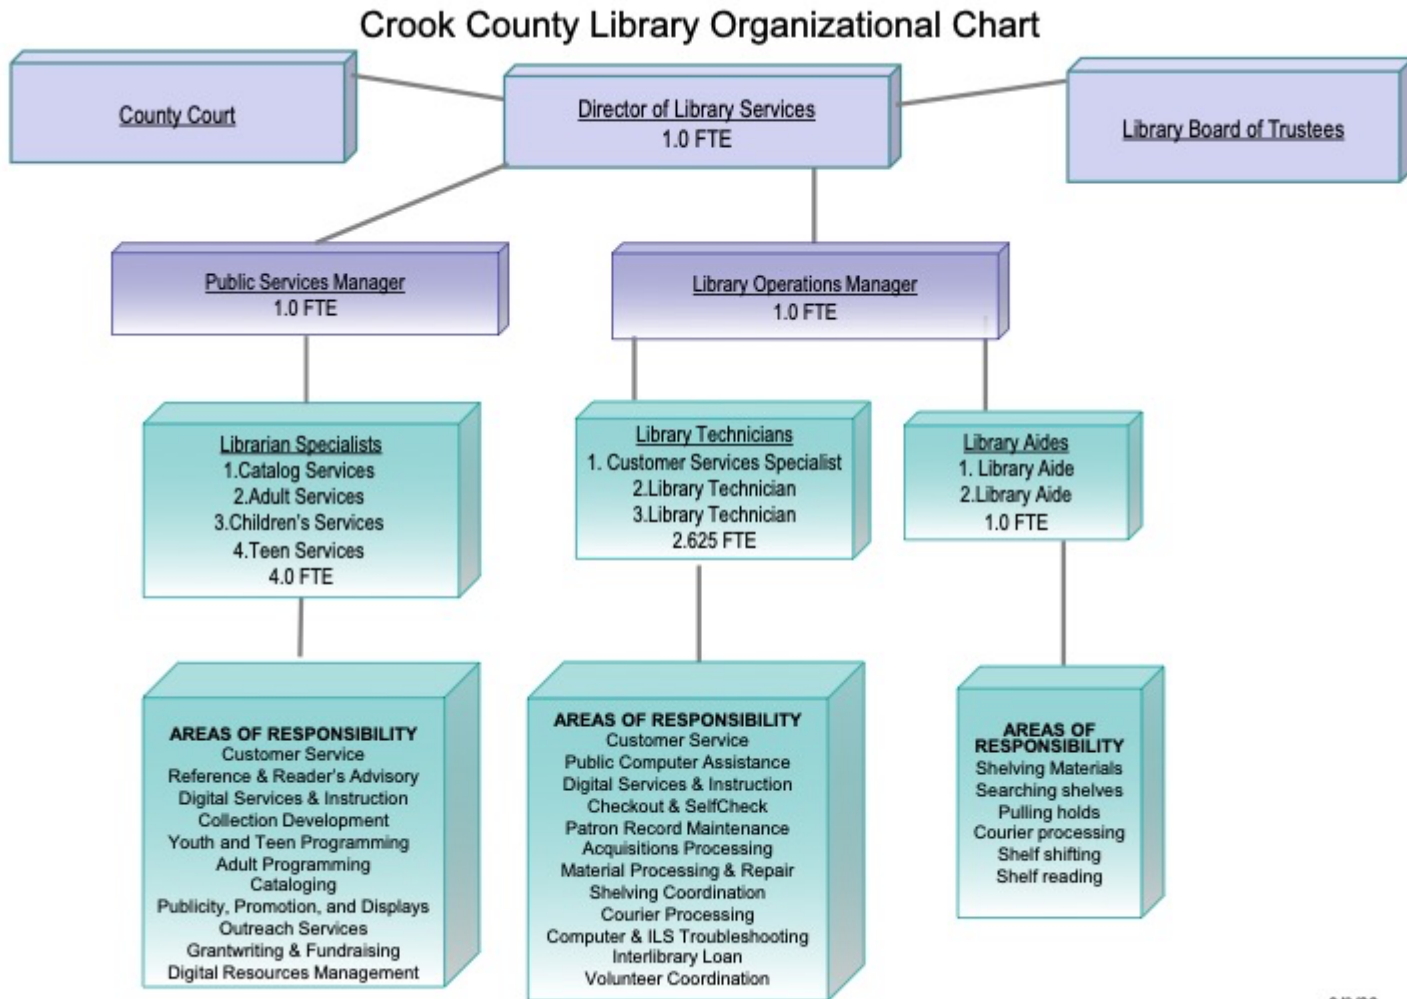 Crook County Library Organizational Chart
County Court
Director of Library Services
1.0 FTE
Library Board of Trustees
Public Services Manager
1.0 FTE
Library Operations Manager
1.0 FTE
Librarian Specialists
1.Catalog Services
2.Adult Services
3.Children's Services
4.Teen Services
4.0 FTE
Library Technicians
1. Customer Services Specialist
2.Library Technician
3.Library Technician
2.625 FTE
Library Aides
1. Library Aide
2.Library Aide
1.0 FTE
AREAS OF RESPONSIBILITY
Customer Service
Reference & Reader's Advisory
Digital Services & Instruction
Collection Development
Youth and Teen Programming
Adult Programming
Cataloging
Publicity, Promotion, and Displays
Outreach Services
Grantwriting & Fundraising
Digital Resources Management
AREAS OF RESPONSIBILITY
Customer Service
Public Computer Assistance
Digital Services & Instruction
Checkout & SelfCheck
Patron Record Maintenance
Acquisitions Processing
Material Processing & Repair
Shelving Coordination
Courier Processing
Computer & ILS Troubleshooting
Interlibrary Loan
Volunteer Coordination
AREAS OF
RESPONSIBILITY
Shelving Materials
Searching shelves
Pulling holds
Courier processing
Shelf shifting
Shelf reading